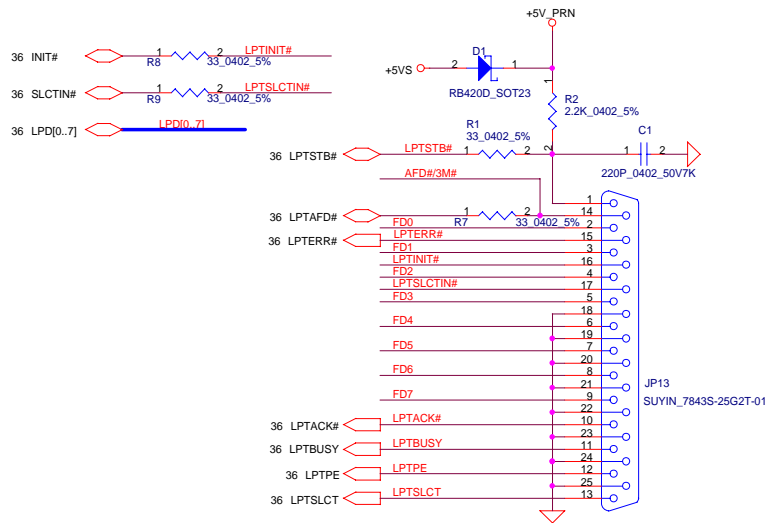 +5V_PRN
36 INIT#
1
R8
2
LPTINIT#
33_0402_5%
+5VS
2
D1
1
RB420D_SOT23
36 SLCTIN#
1
R9
2
LPTSLCTIN#
33_0402_5%
1
R2
2.2K_0402_5%
2
36 LPD[0..7]
LPD[0..7]
R1
33_0402_5%
C1
36 LPTSTB#
LPTSTB#
1
2
1
2
220P_0402_50V7K
AFD#/3M#
1
36 LPTAFD#
1
R7
2
33_0402_5%
14
FD0
2
36 LPTERR#
LPTERR#
15
FD1
3
LPTINIT#
16
FD2
4
LPTSLCTIN#
17
FD3
5
18
FD4
6
19
FD5
7
20
FD6
8
21
JP13
SUYIN_7843S-25G2T-01
FD7
9
22
36 LPTACK#
LPTACK#
10
23
36 LPTBUSY
LPTBUSY
11
24
36 LPTPE
LPTPE
12
25
36 LPTSLCT
LPTSLCT
13